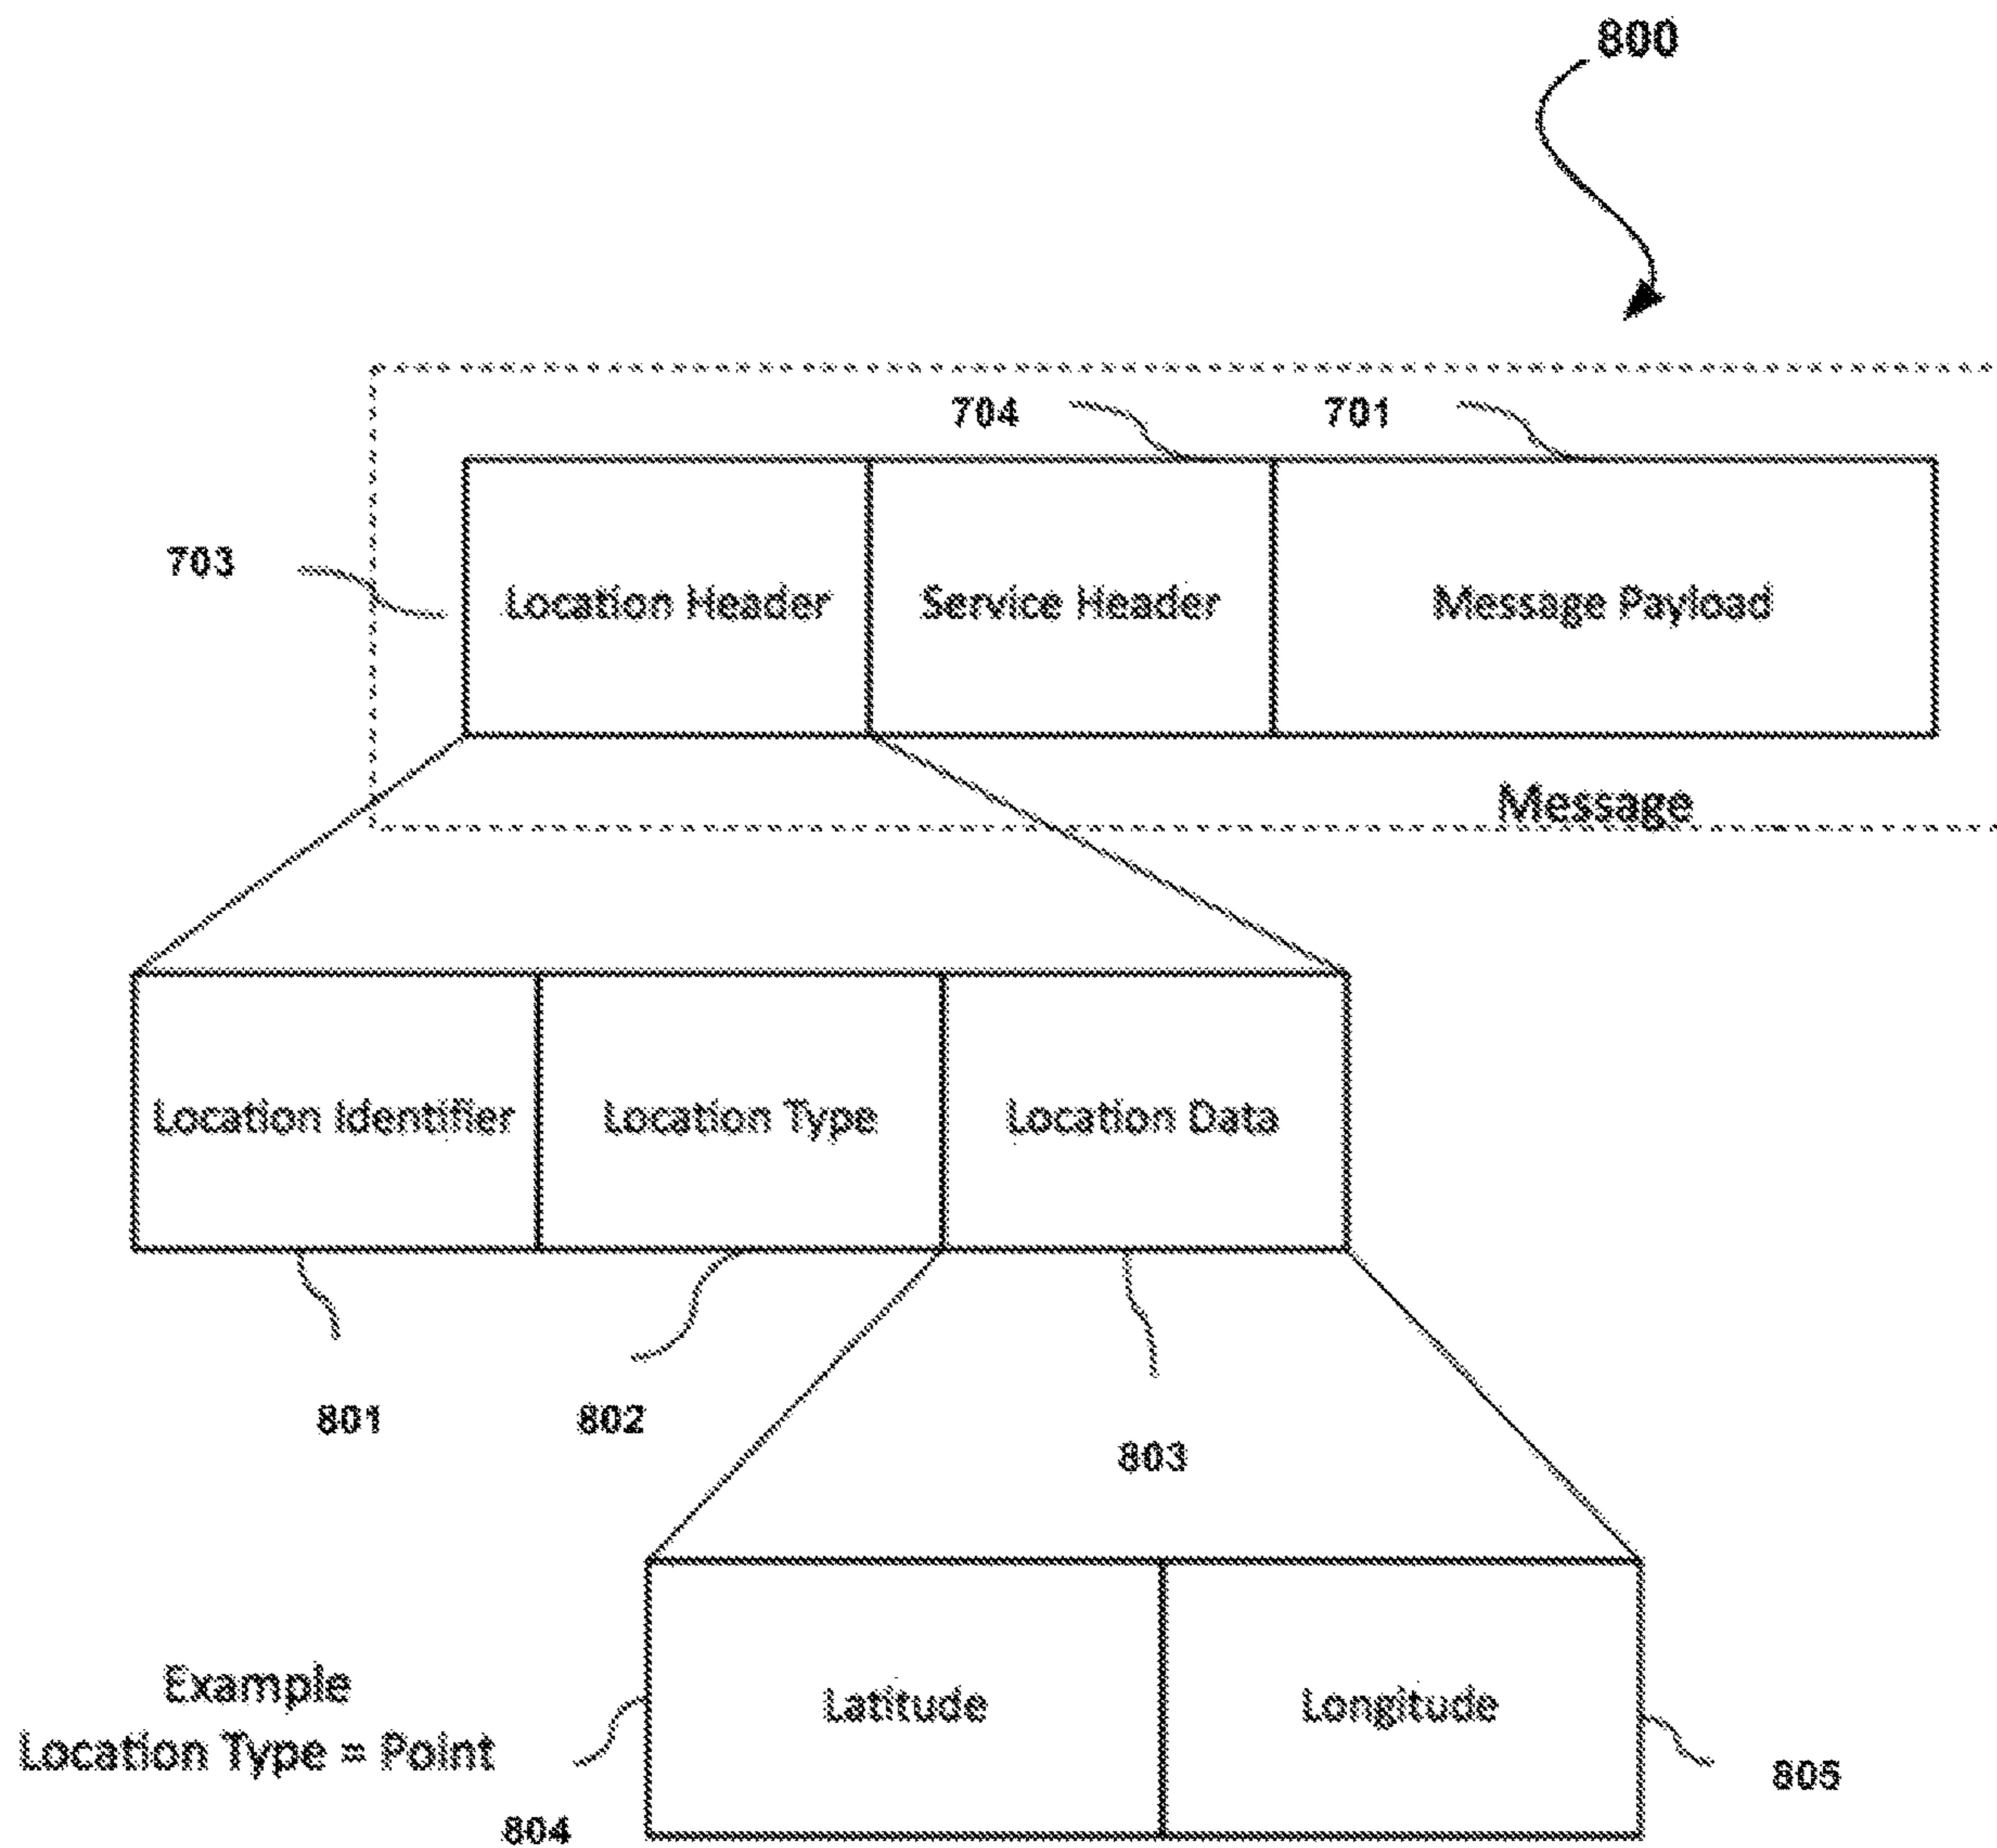 800
704 701
703
Location Header Service Header Message Payload
Message
Location Identifier Location Type Location Data
801 802
803
Example
Location Type = Point
Latitude Longitude
804
805